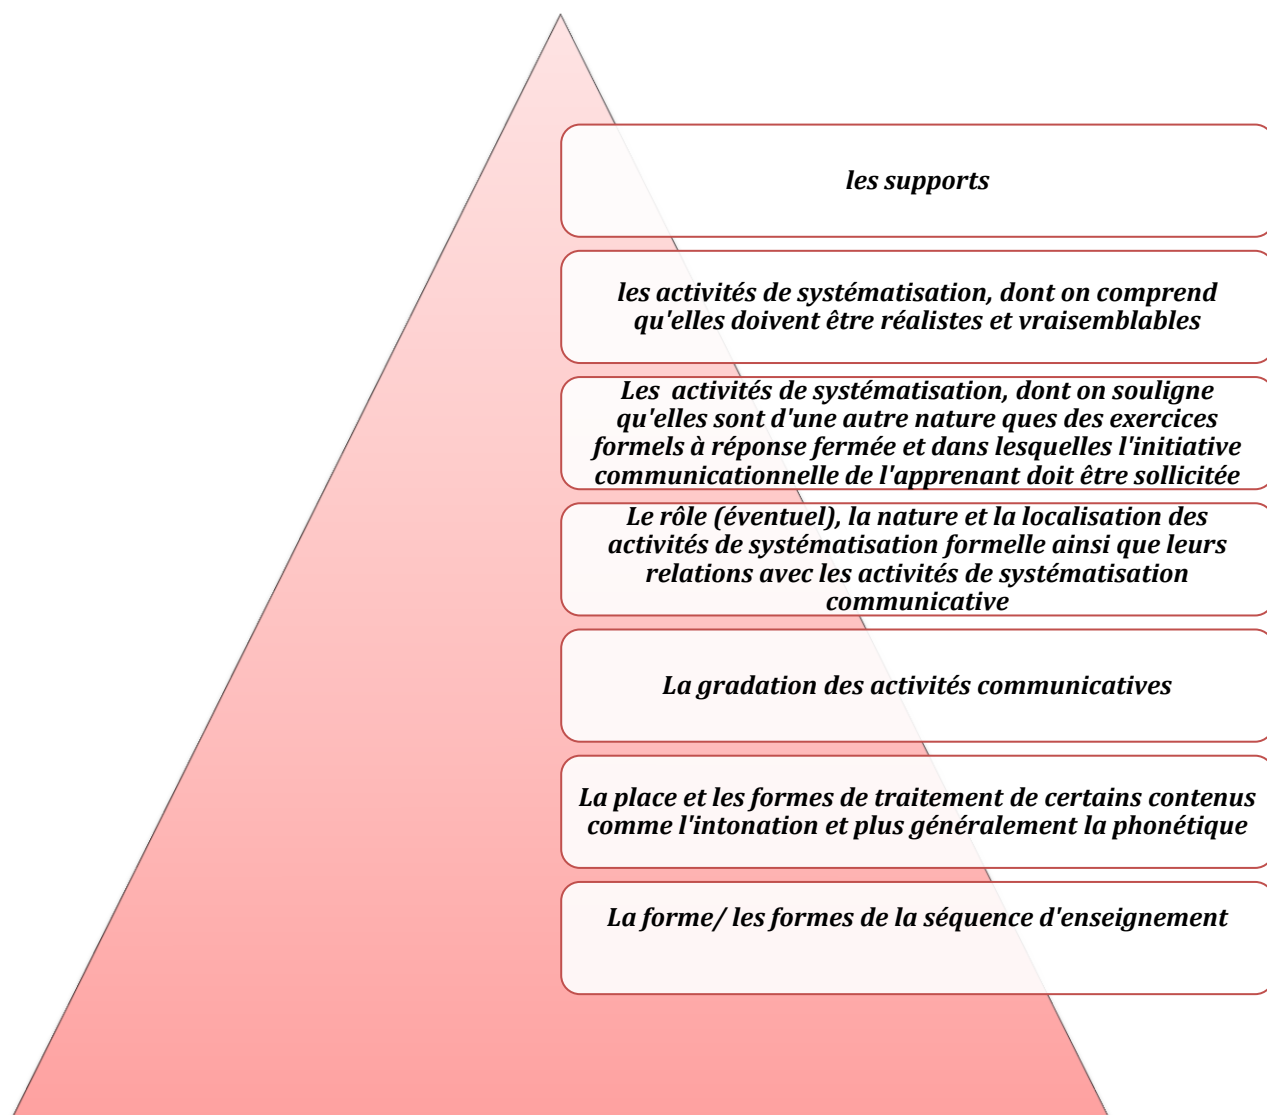 les supports
les activités de systématisation, dont on comprend
qu'elles doivent être réalistes et vraisemblables
Les  activités de systématisation, dont on souligne
qu'elles sont d'une autre nature ques des exercices
formels à réponse fermée et dans lesquelles l'initiative
communicationnelle de l'apprenant doit être sollicitée
Le rôle (éventuel), la nature et la localisation des
activités de systématisation formelle ainsi que leurs
relations avec les activités de systématisation
communicative
La gradation des activités communicatives
La place et les formes de traitement de certains contenus
comme l'intonation et plus généralement la phonétique
La forme/ les formes de la séquence d'enseignement